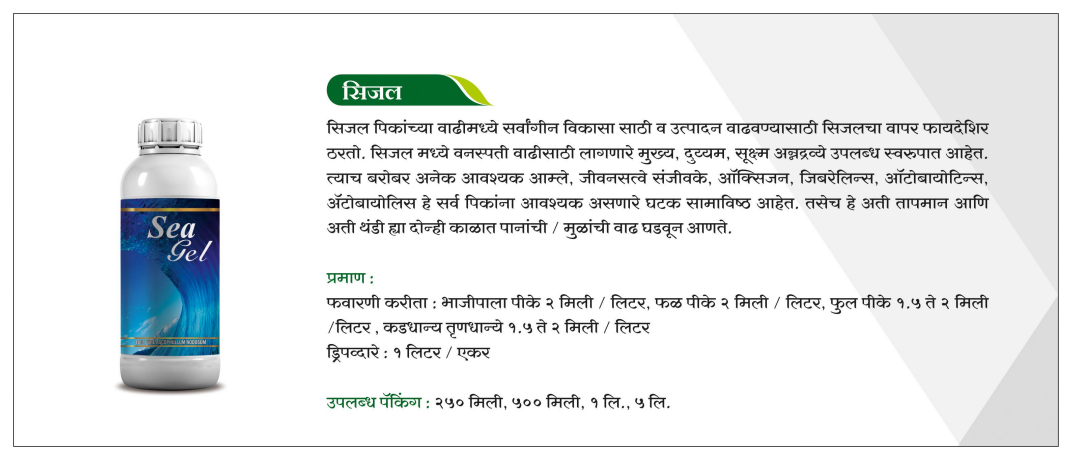 Sea
Gel
सिजल
सिजल पिकांच्या वाढीमध्ये सर्वांगीन विकासा साठी व उत्पादन वाढवण्यासाठी सिजलचा वापर फायदेशिर
ठरतो. सिजल मध्ये वनस्पती वाढीसाठी लागणारे मुख्य, दुय्यम, सूक्ष्म अन्नद्रव्ये उपलब्ध स्वरुपात आहेत.
त्याच बरोबर अनेक आवश्यक आम्ले, जीवनसत्वे संजीवके, ऑक्सिजन, जिबरेलिन्स, ऑटोबायोटिन्स,
ॲटोबायोलिस हे सर्व पिकांना आवश्यक असणारे घटक सामाविष्ठ आहेत. तसेच हे अती तापमान आणि
अती थंडी ह्या दोन्ही काळात पानांची / मुळांची वाढ घडवून आणते.
प्रमाण :
फवारणी करीता : भाजीपाला पीके २ मिली / लिटर, फळ पीके २ मिली / लिटर, फुल पीके १.५ ते २ मिली
/लिटर , कडधान्य तृणधान्ये १.५ ते २ मिली / लिटर
ड्रिपव्दारे : १ लिटर / एकर
उपलब्ध पॅकिंग : २५० मिली, ५०० मिली, १ लि., ५ लि.